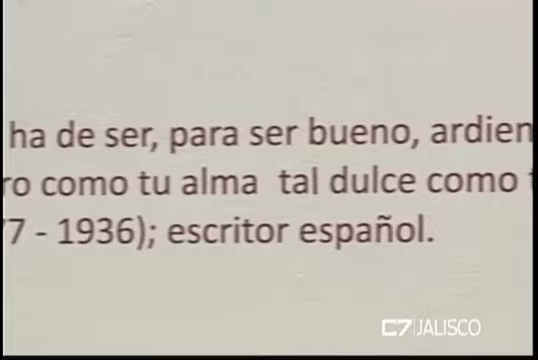 ha de ser, para ser bueno, ardien
ro como tu alma tal dulce como
7 - 1936); escritor español.
C7 JALISCO